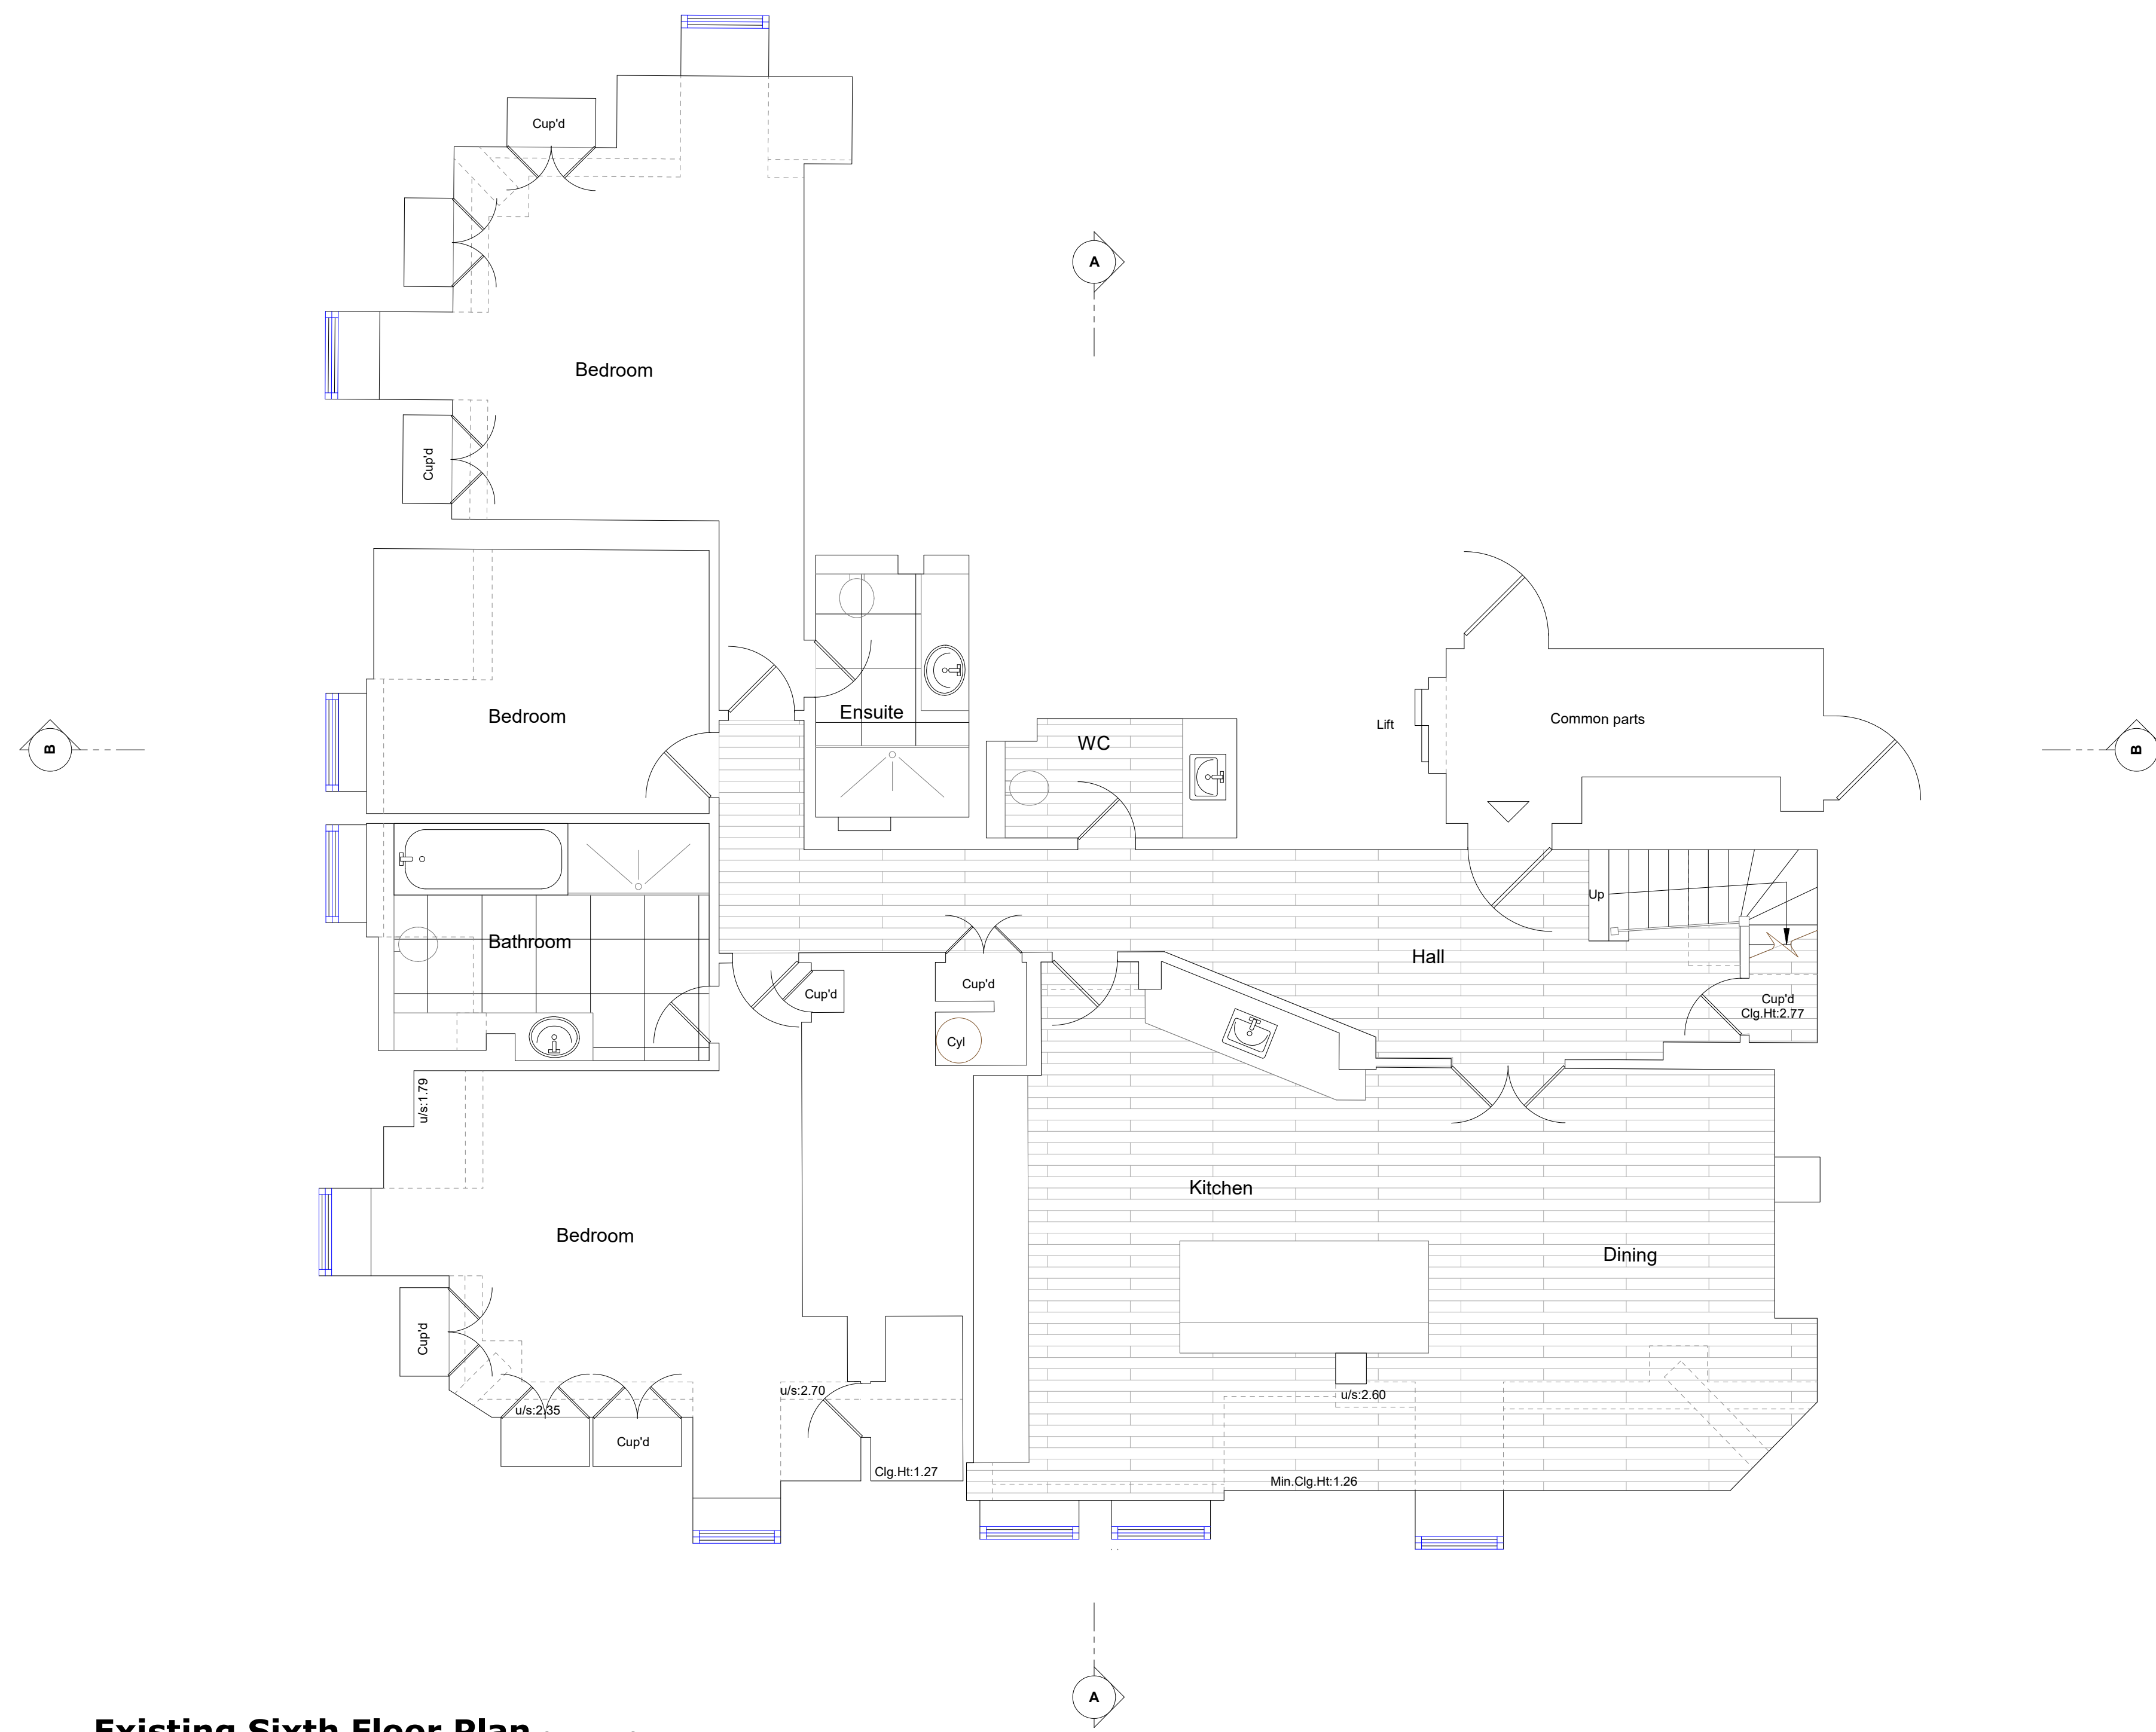 Cup'd
A
Bedroom
Cup'd
Bedroom
Ensuite
WC
Lift
Common parts
B
B
Up
Bathroom
Hall
Cup'd
Cup'd
Cup'd
Clg.Ht:2.77
Cyl
u/s:1.79
Kitchen
Bedroom
Dining
Cup'd
u/s:2.70
u/s:2.60
u/s:2.35
Cup'd
Clg.Ht:1.27
Min.Clg.Ht:1.26
A
Existing Sixth Floor Plan